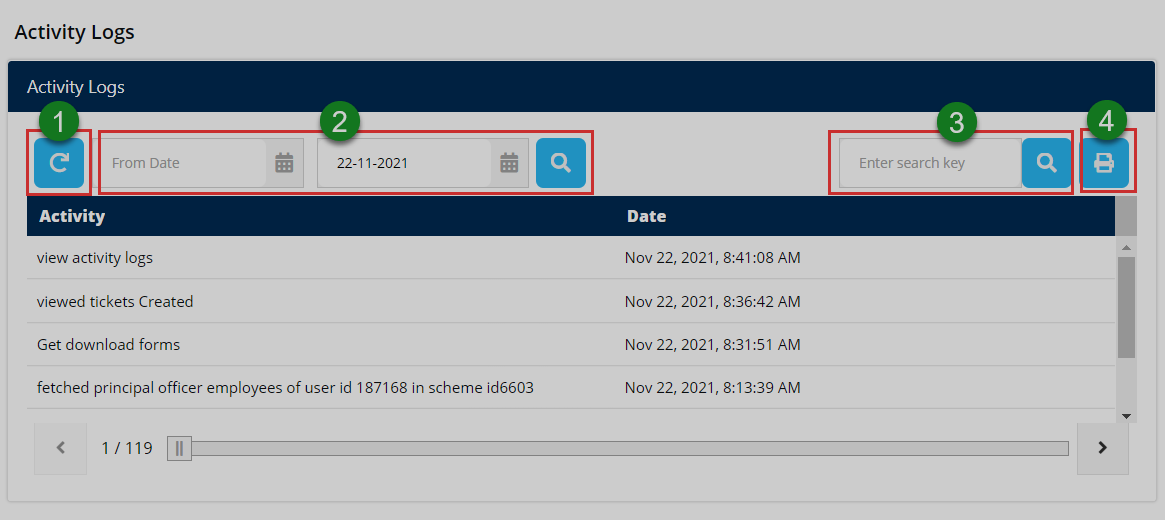 Activity Logs
Activity Logs
1 2 3 4
From Date 22-11-2021 Enter search key
Activity Date
view activity logs Nov 22, 2021, 8:41:08 AM
viewed tickets Created Nov 22, 2021, 8:36:42 AM
Get download forms Nov 22, 2021, 8:31:51 AM
fetched principal officer employees of user id 187168 in scheme id6603 Nov 22, 2021, 8:13:39 AM
1 / 119